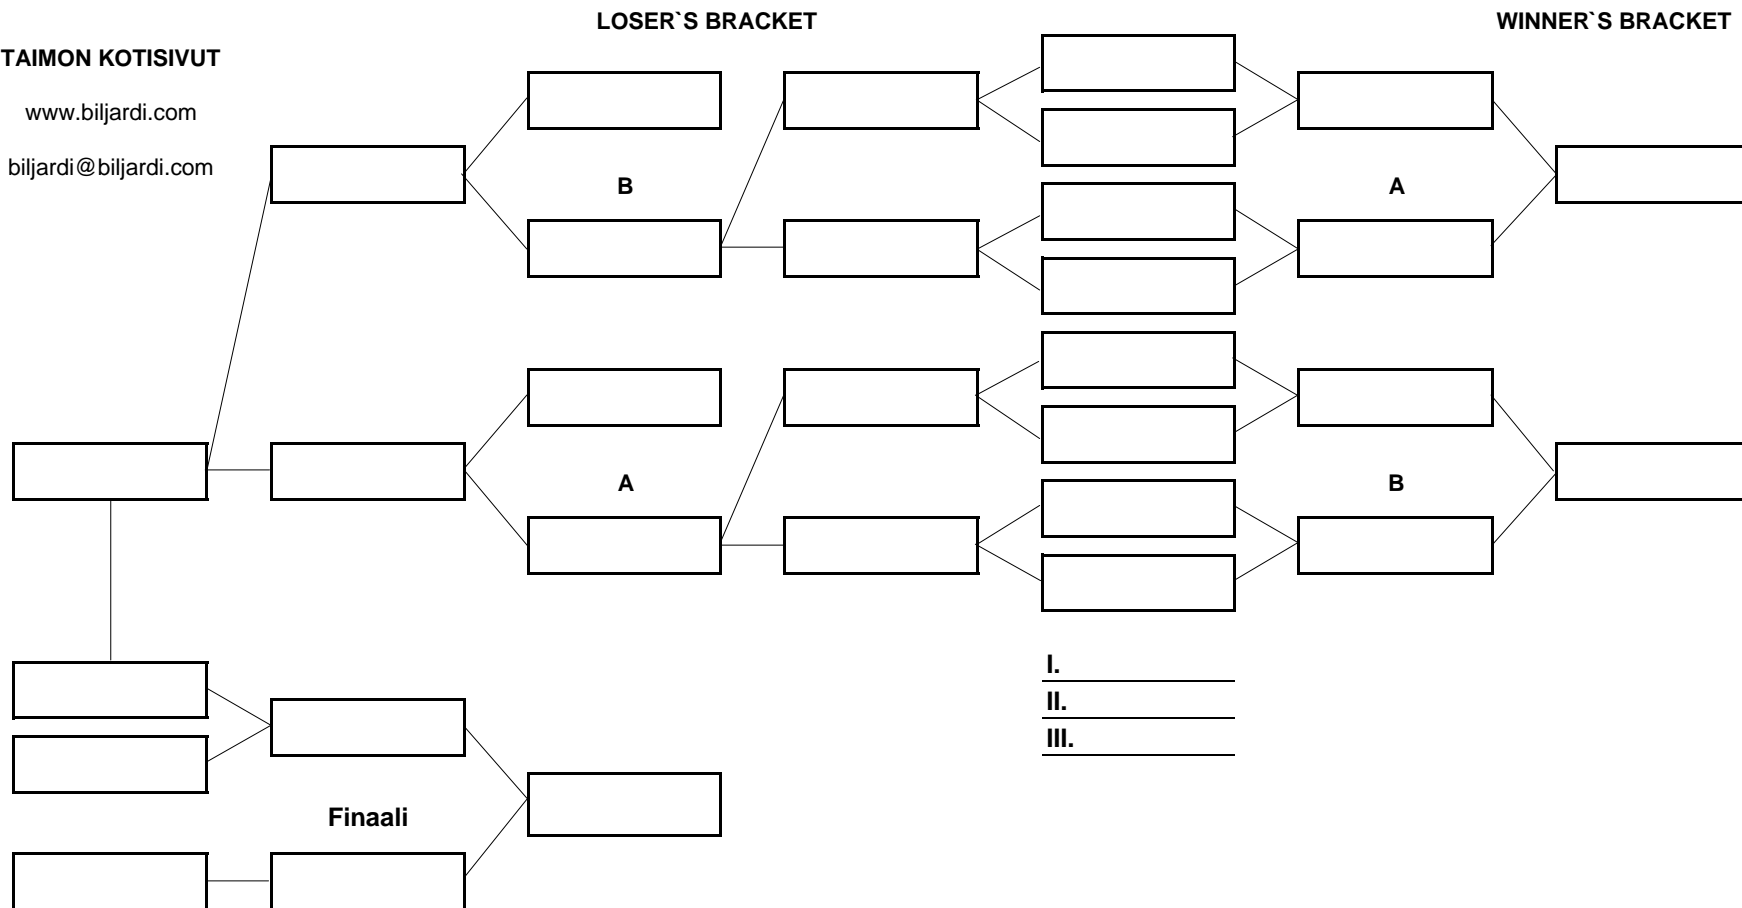 LOSER`S BRACKET
WINNER`S BRACKET
TAIMON KOTISIVUT
www.biljardi.com
biljardi@biljardi.com
B
A
A
B
I.
II.
III.
Finaali